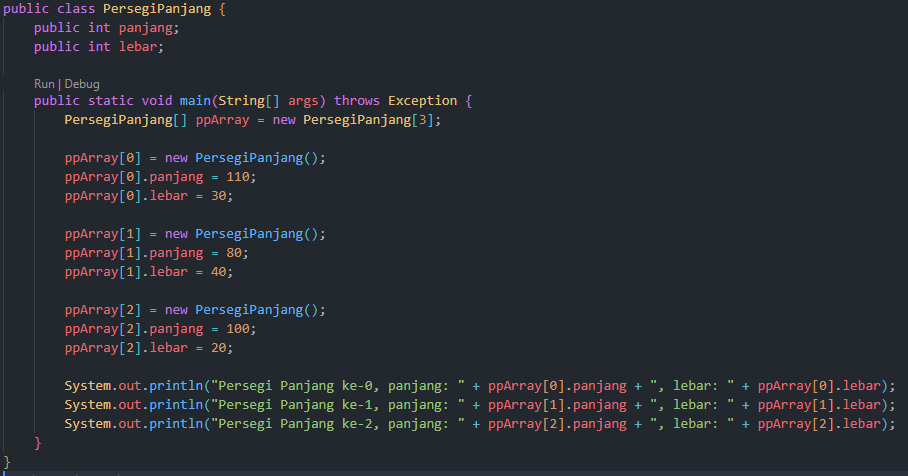 public class PersegiPanjang {
    public int panjang;
    public int lebar;

    Run | Debug
    public static void main(String[] args) throws Exception {
        PersegiPanjang[] ppArray = new PersegiPanjang[3];

        ppArray[0] = new PersegiPanjang();
        ppArray[0].panjang = 110;
        ppArray[0].lebar = 30;

        ppArray[1] = new PersegiPanjang();
        ppArray[1].panjang = 80;
        ppArray[1].lebar = 40;

        ppArray[2] = new PersegiPanjang();
        ppArray[2].panjang = 100;
        ppArray[2].lebar = 20;

        System.out.println("Persegi Panjang ke-0, panjang: " + ppArray[0].panjang + ", lebar: " + ppArray[0].lebar);
        System.out.println("Persegi Panjang ke-1, panjang: " + ppArray[1].panjang + ", lebar: " + ppArray[1].lebar);
        System.out.println("Persegi Panjang ke-2, panjang: " + ppArray[2].panjang + ", lebar: " + ppArray[2].lebar);
    }
}